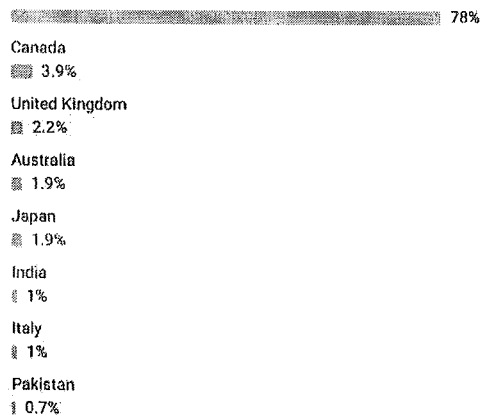 78%
Canada
3.9%
United Kingdom
2.2%
Australia
1.9%
Japan
1.9%
India
1%
Italy
1%
Pakistan
0.7%